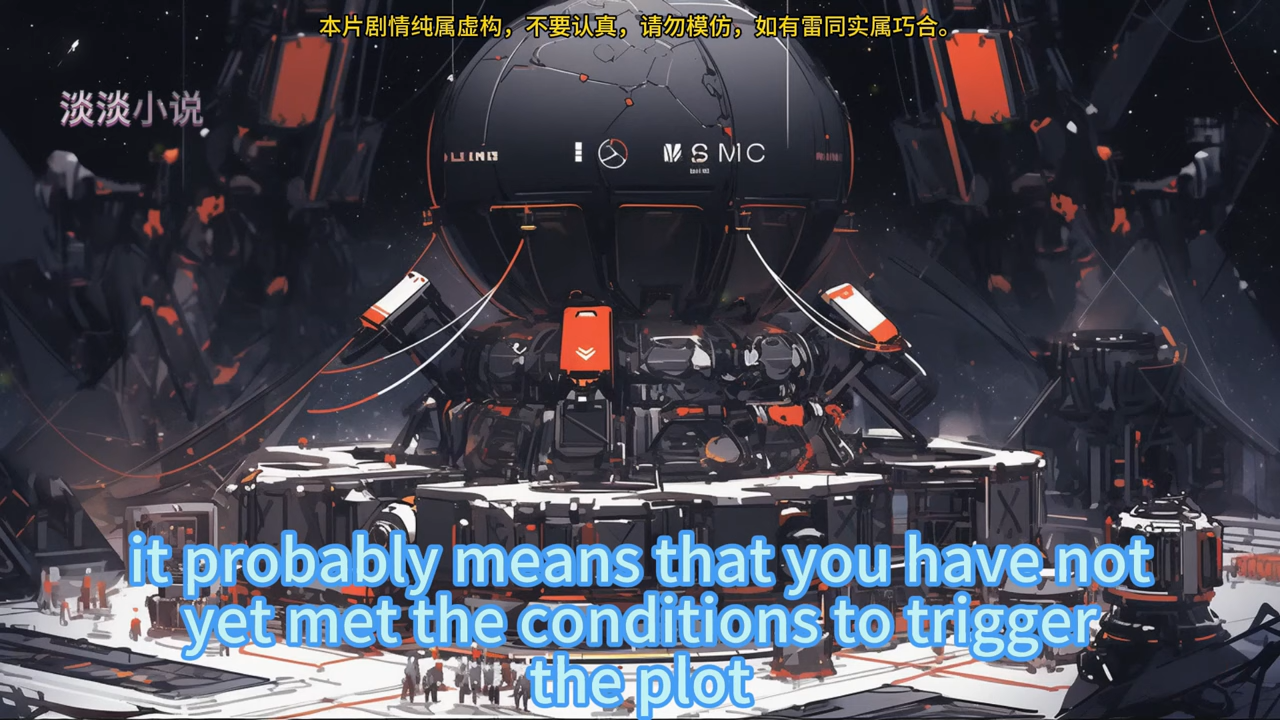 本片剧情纯属虚构，不要认真，请勿模仿，如有雷同实属巧合。
淡淡小说
SMC
it probably means that you have not
yet met the conditions to trigger
the plot